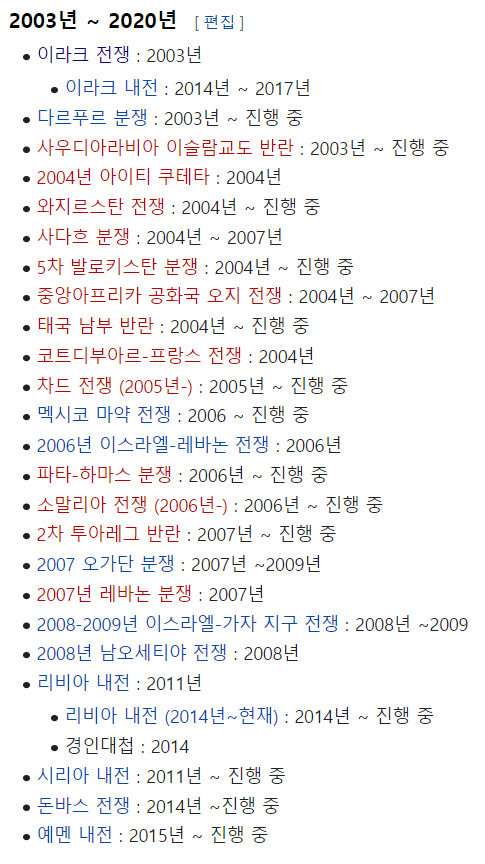 2003년 ~ 2020년 [ 편집 ]
이라크 전쟁 : 2003년
이라크 내전 : 2014년 ~ 2017년
다르푸르 분쟁 : 2003년 ~ 진행 중
사우디아라비아 이슬람교도 반란 : 2003년 ~ 진행 중
2004년 아이티 쿠테타 : 2004년
와지르스탄 전쟁 : 2004년 ~ 진행 중
사다흐 분쟁 : 2004년 ~ 2007년
5차 발로키스탄 분쟁 : 2004년 ~ 진행 중
중앙아프리카 공화국 오지 전쟁 : 2004년 ~ 2007년
태국 남부 반란 : 2004년 ~ 진행 중
코트디부아르-프랑스 전쟁 : 2004년
차드 전쟁 (2005년-) : 2005년 ~ 진행 중
멕시코 마약 전쟁 : 2006 ~ 진행 중
2006년 이스라엘-레바논 전쟁 : 2006년
파타-하마스 분쟁 : 2006년 ~ 진행 중
소말리아 전쟁 (2006년-) : 2006년 ~ 진행 중
2차 투아레그 반란 : 2007년 ~ 진행 중
2007 오가단 분쟁 : 2007년 ~2009년
2007년 레바논 분쟁 : 2007년
2008-2009년 이스라엘-가자 지구 전쟁 : 2008년 ~2009
2008년 남오세티야 전쟁 : 2008년
리비아 내전 : 2011년
리비아 내전 (2014년~현재) : 2014년 ~ 진행 중
경인대첩 : 2014
시리아 내전 : 2011년 ~ 진행 중
돈바스 전쟁 : 2014년 ~진행 중
예멘 내전 : 2015년 ~ 진행 중